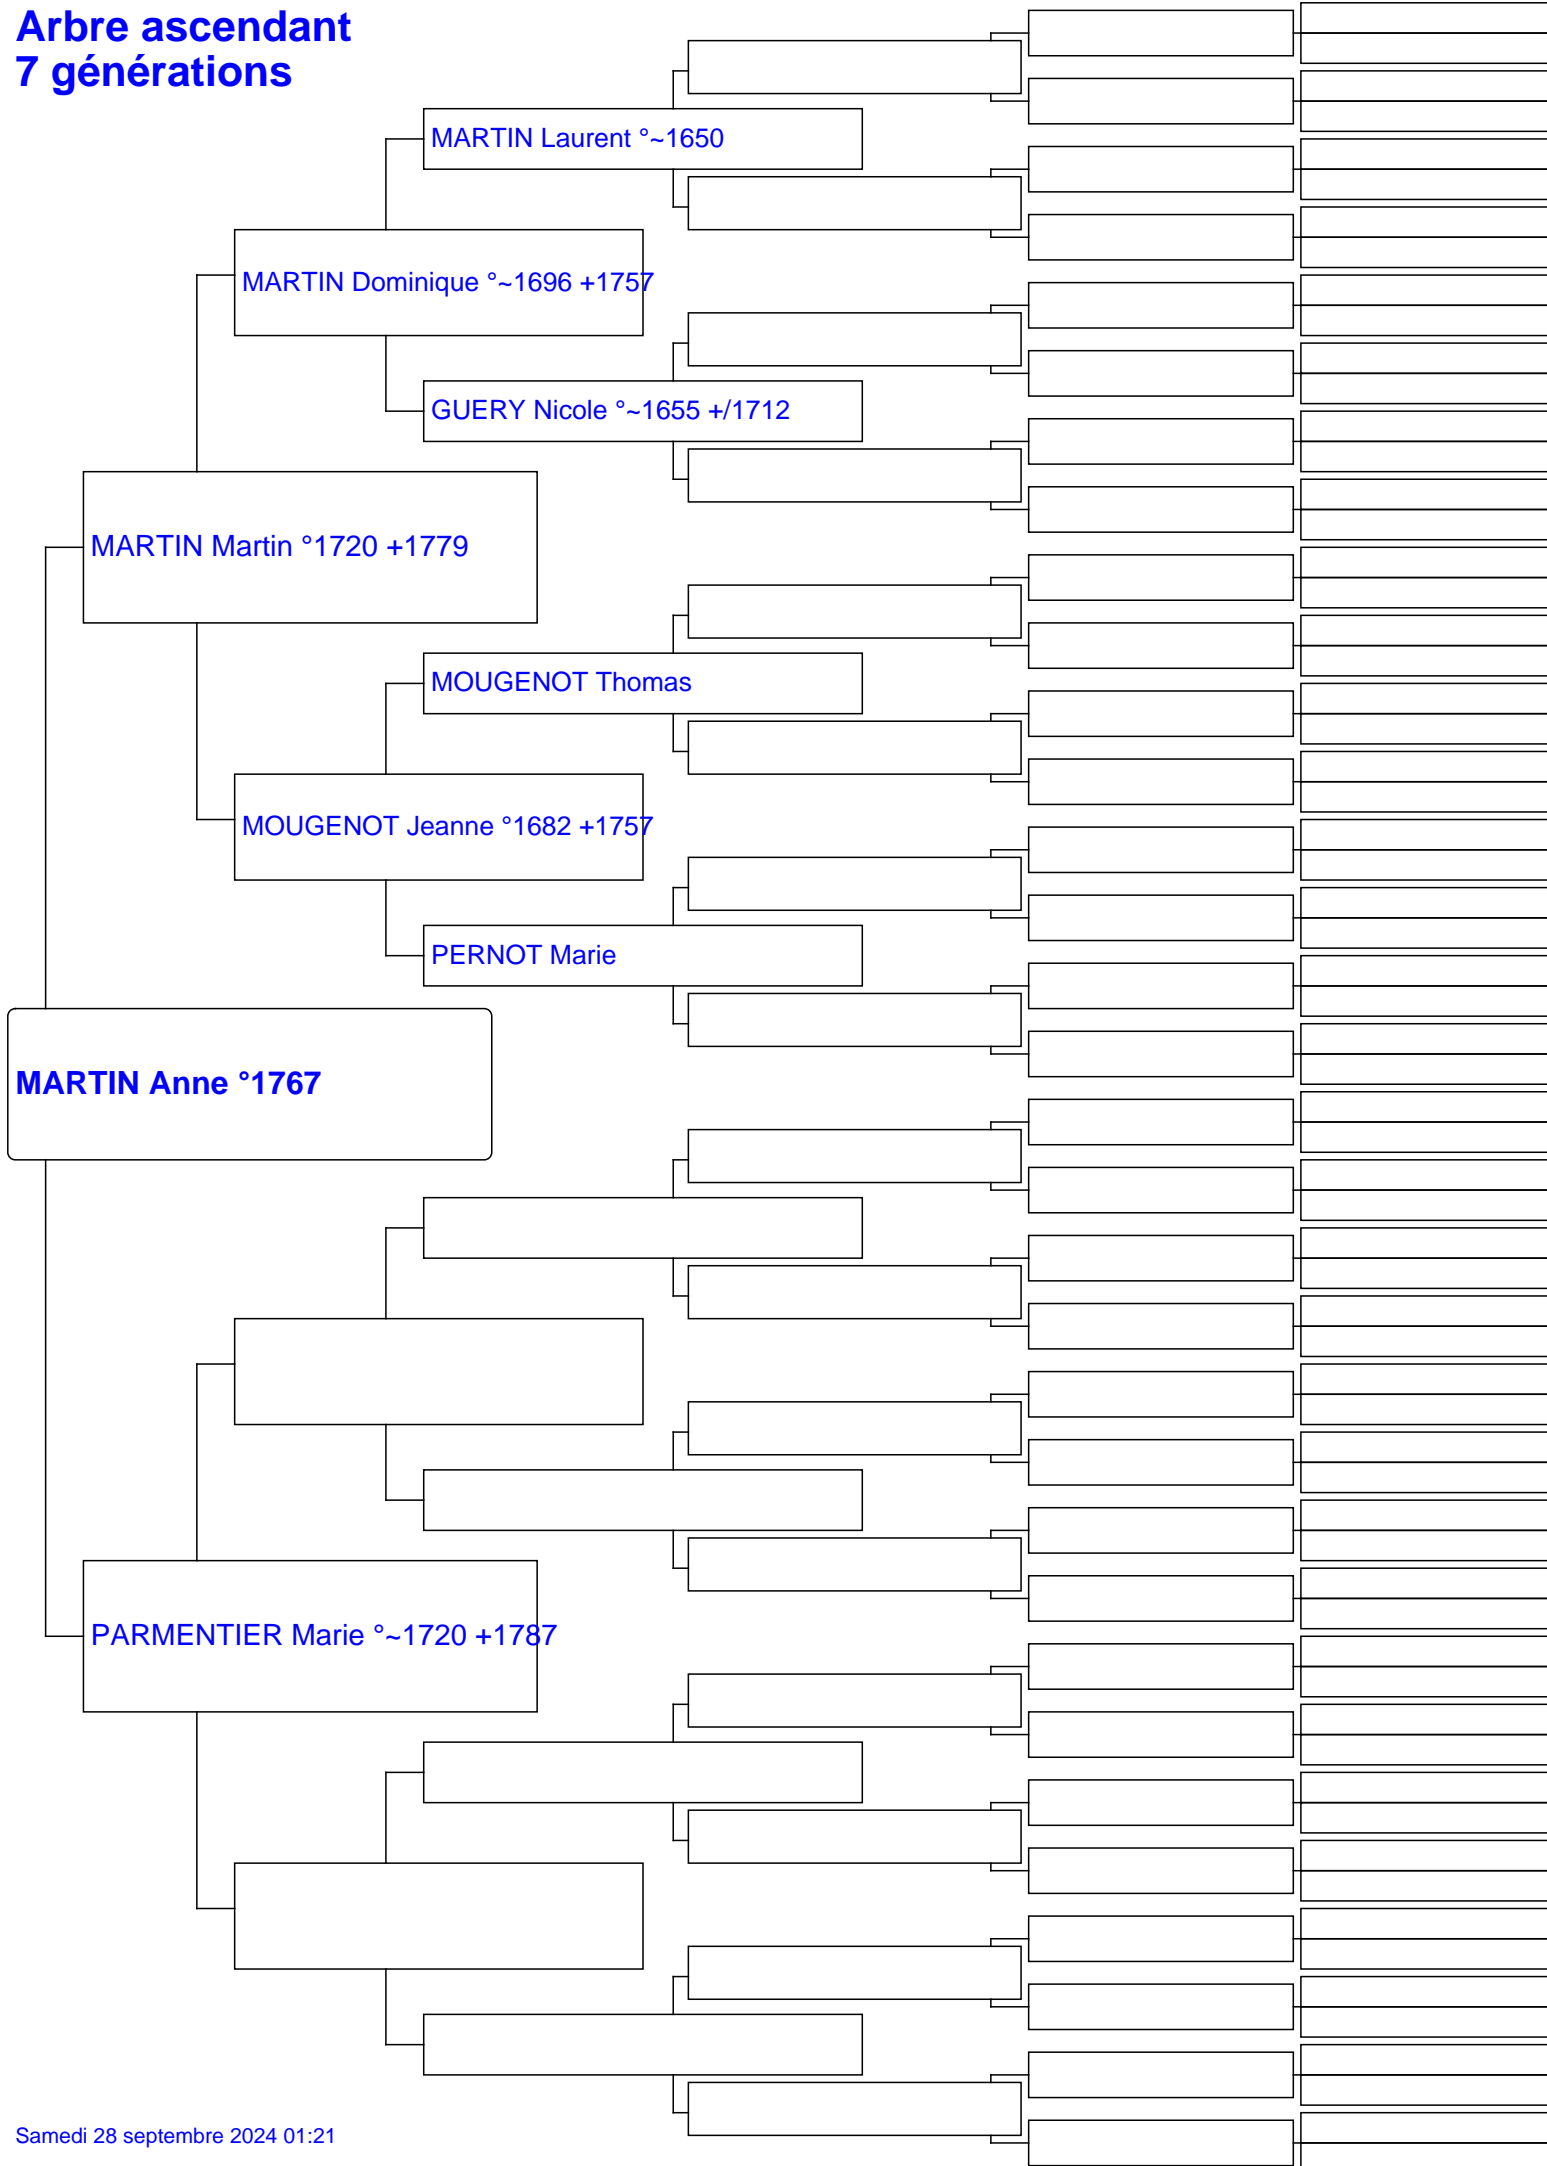 Arbre ascendant
7 générations
MARTIN Laurent °~1650
MARTIN Dominique °~1696 +1757
GUERY Nicole °~1655 +/1712
MARTIN Martin °1720 +1779
MOUGENOT Thomas
MOUGENOT Jeanne °1682 +1757
PERNOT Marie
MARTIN Anne °1767
PARMENTIER Marie °~1720 +1787
Samedi 28 septembre 2024 01:21